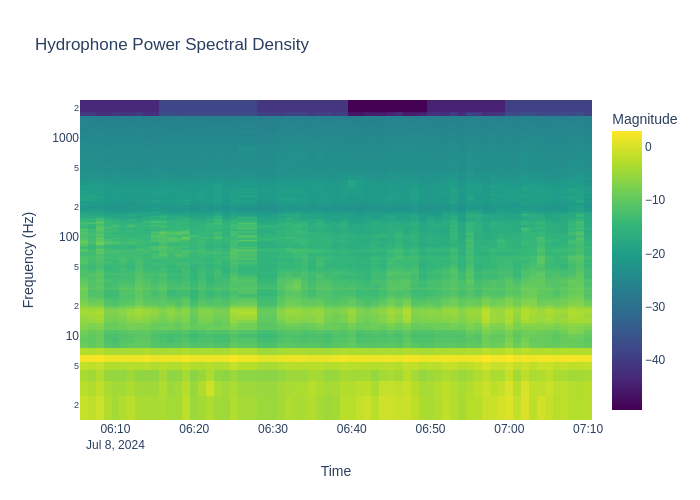 Hydrophone Power Spectral Density
Magnitude
0
−10
−20
−30
−40
Frequency (Hz)
2
1000
5
2
100
5
2
10
5
2
06:10 06:20 06:30 06:40 06:50 07:00 07:10
Jul 8, 2024
Time